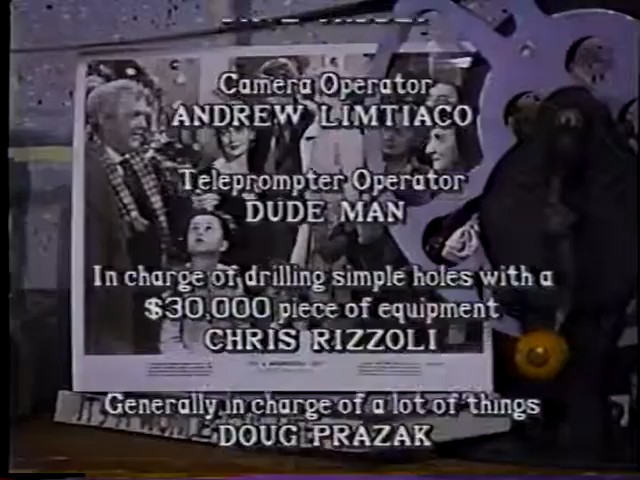 Camera Operator
ANDREW LIMTIACO
Teleprompter Operator
DUDE MAN
In charge of drilling simple holes with a
$30,000 piece of equipment
CHRIS RIZZOLI
Generally in charge of a lot of things
DOUG PRAZAK